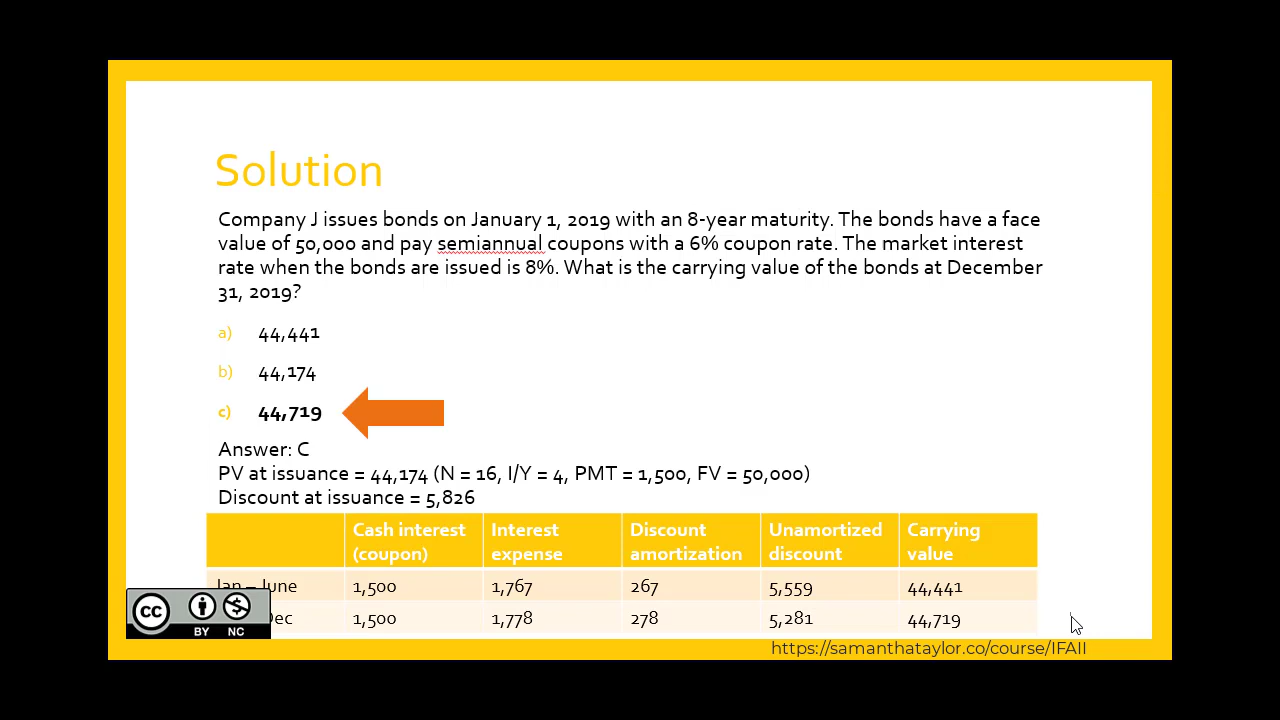 Solution
Company J issues bonds on January 1, 2019 with an 8-year maturity. The bonds have a face
value of 50,000 and pay semiannual coupons with a 6% coupon rate. The market interest
rate when the bonds are issued is 8%. What is the carrying value of the bonds at December
31, 2019?
a) 44,441
b) 44,174
c) 44,719
Answer: C
PV at issuance = 44,174 (N = 16, I/Y = 4, PMT = 1,500, FV = 50,000)
Discount at issuance = 5,826
Cash interest (coupon) Interest expense Discount amortization Unamortized discount Carrying value
Jan – June 1,500 1,767 267 5,559 44,441
Dec 1,500 1,778 278 5,281 44,719
CC BY NC
https://samanthataylor.co/course/IFAII